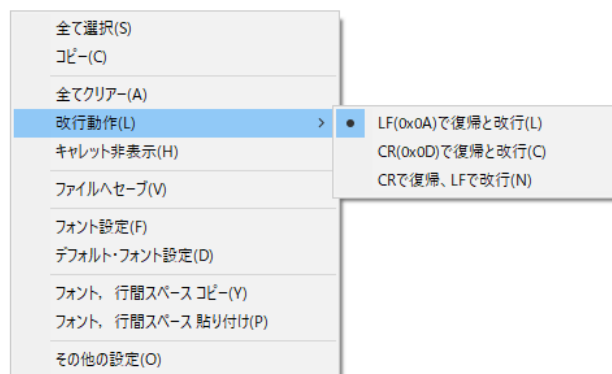 全て選択(S)
コピー(C)
全てクリアー(A)
改行動作(L)
LF(0x0A)で復帰と改行(L)
CR(0x0D)で復帰と改行(C)
CRで復帰、LFで改行(N)
キャレット非表示(H)
ファイルへセーブ(V)
フォント設定(F)
デフォルト・フォント設定(D)
フォント，行間スペース コピー(Y)
フォント，行間スペース 貼り付け(P)
その他の設定(O)